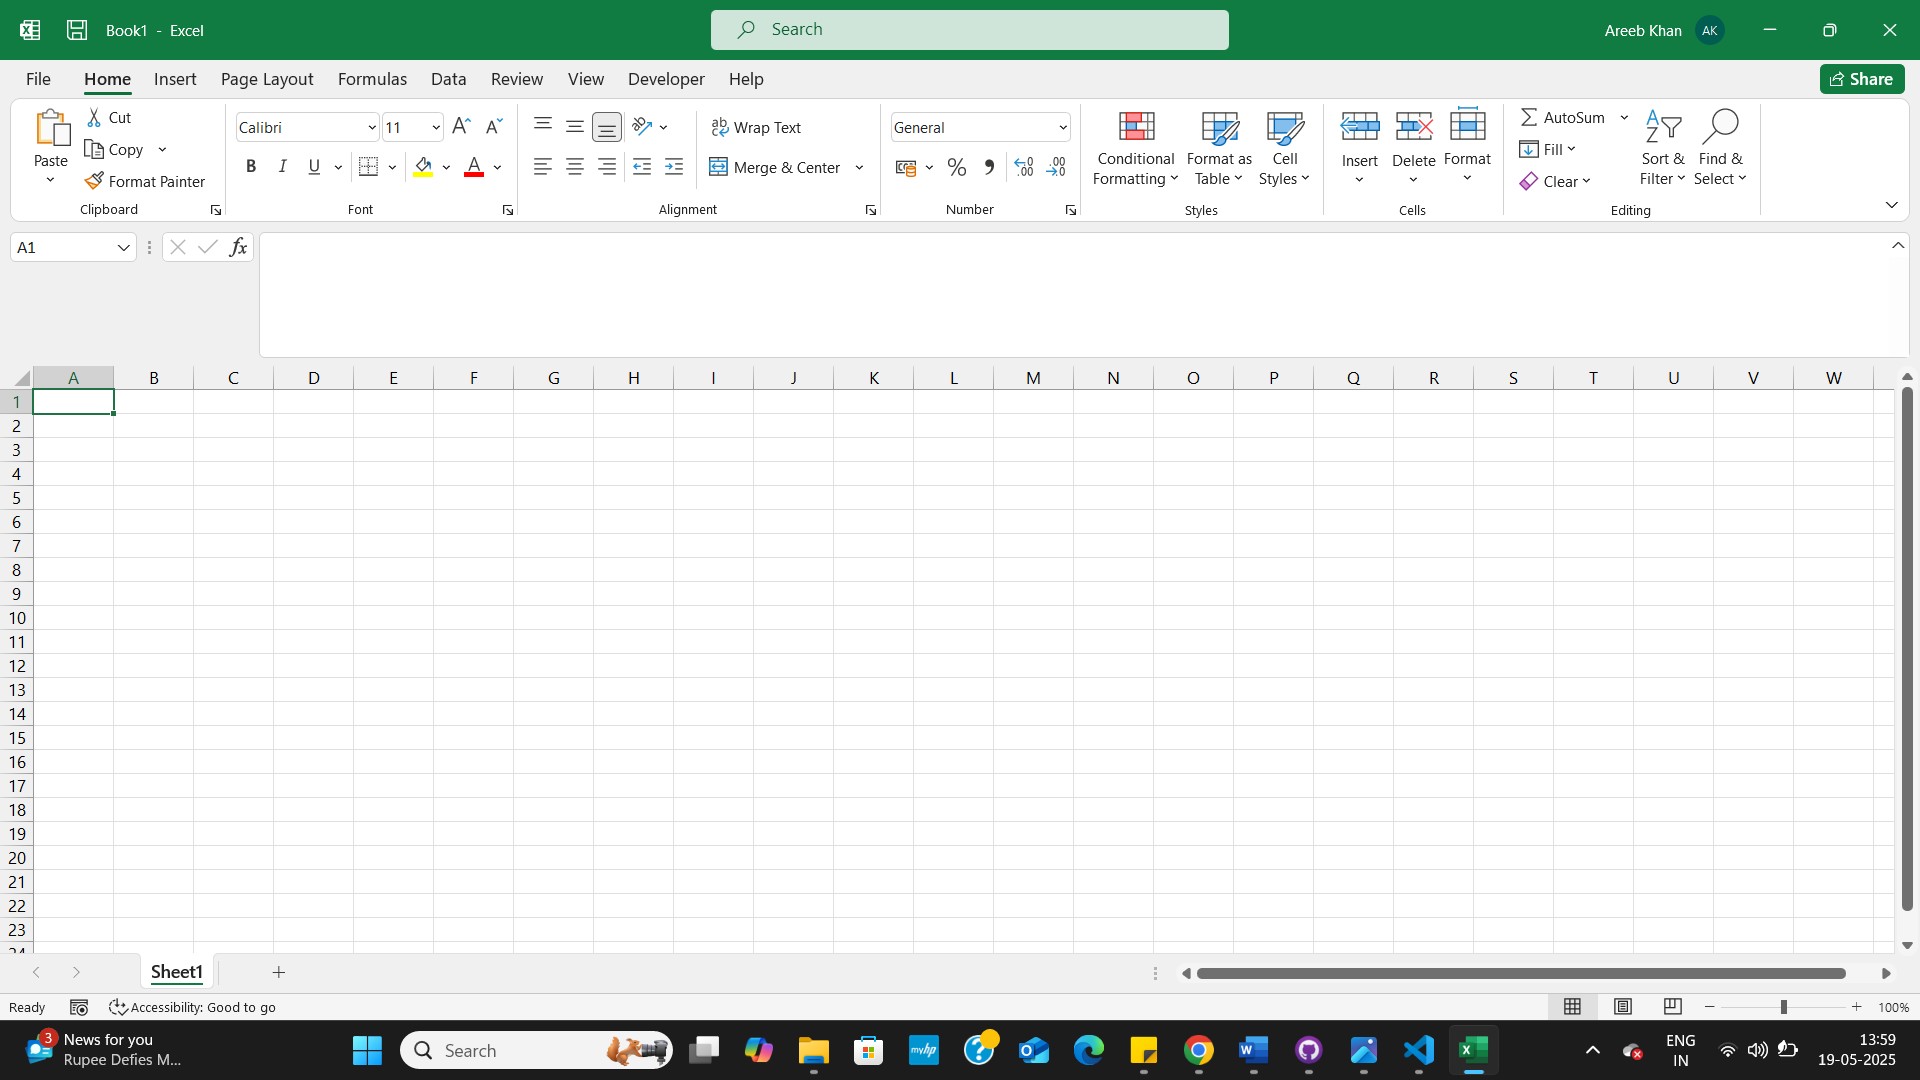 Book1 - Excel
Search
Areeb Khan
AK
File Home Insert Page Layout Formulas Data Review View Developer Help
Share
Paste
Cut
Copy
Format Painter
Clipboard
Calibri
11
B I U
Font
Wrap Text
Merge & Center
Alignment
General
Number
Conditional
Formatting
Format as
Table
Cell
Styles
Styles
Insert
Delete
Format
Cells
AutoSum
Fill
Clear
Sort &
Filter
Find &
Select
Editing
A1
fx
A B C D E F G H I J K L M N O P Q R S T U V W
1
2
3
4
5
6
7
8
9
10
11
12
13
14
15
16
17
18
19
20
21
22
23
24
Sheet1
Ready
Accessibility: Good to go
100%
3
News for you
Rupee Defies M...
Search
myhp
ENG
IN
13:59
19-05-2025